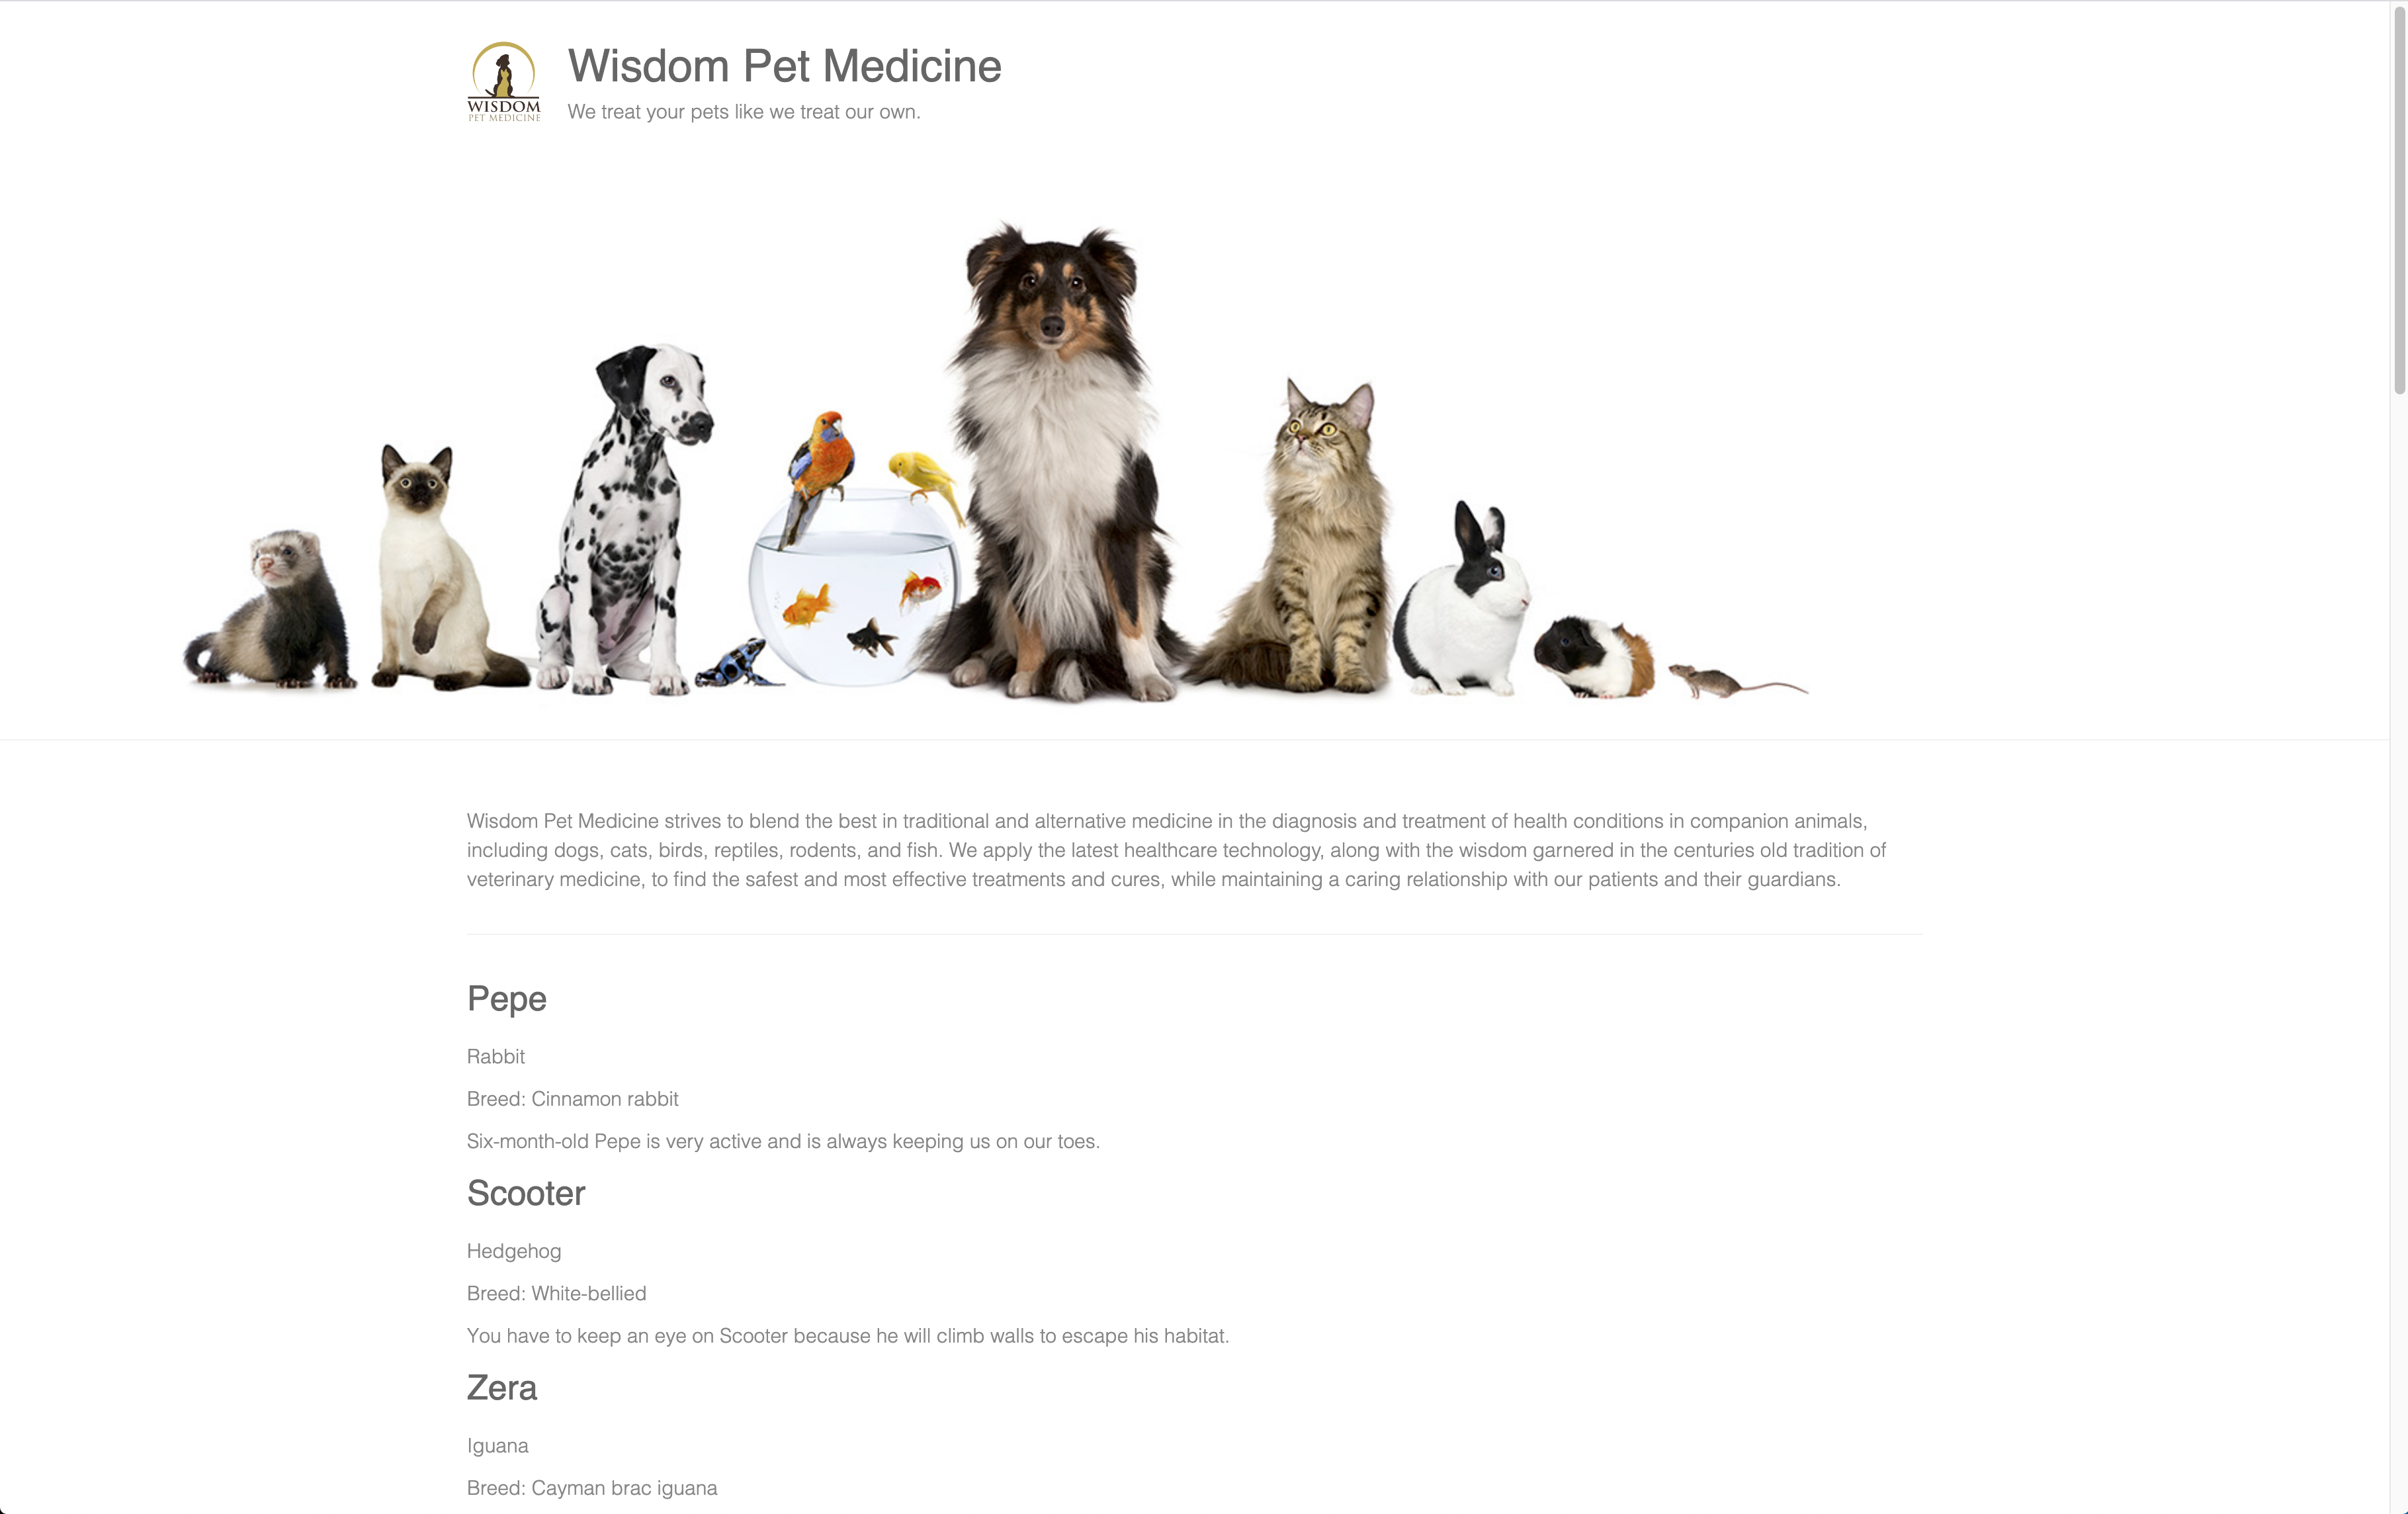 WISDOM
PET MEDICINE
Wisdom Pet Medicine
We treat your pets like we treat our own.
Wisdom Pet Medicine strives to blend the best in traditional and alternative medicine in the diagnosis and treatment of health conditions in companion animals,
including dogs, cats, birds, reptiles, rodents, and fish. We apply the latest healthcare technology, along with the wisdom garnered in the centuries old tradition of
veterinary medicine, to find the safest and most effective treatments and cures, while maintaining a caring relationship with our patients and their guardians.
Pepe
Rabbit
Breed: Cinnamon rabbit
Six-month-old Pepe is very active and is always keeping us on our toes.
Scooter
Hedgehog
Breed: White-bellied
You have to keep an eye on Scooter because he will climb walls to escape his habitat.
Zera
Iguana
Breed: Cayman brac iguana